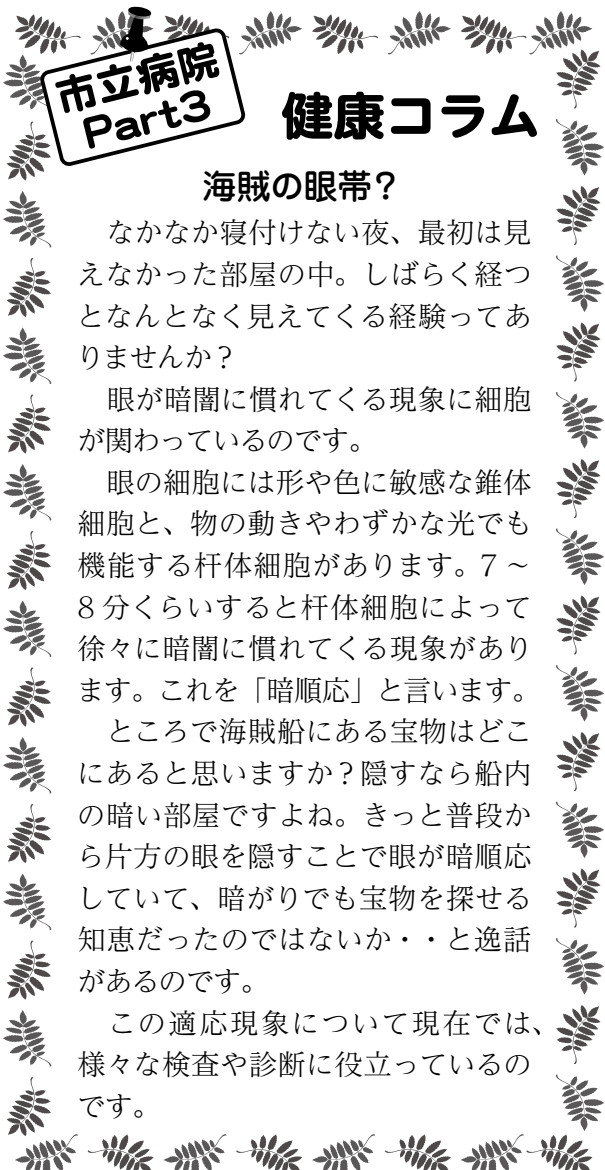 市立病院
Part3
健康コラム
海賊の眼帯?
　なかなか寝付けない夜、最初は見
えなかった部屋の中。しばらく経つ
となんとなく見えてくる経験ってあ
りませんか?
　眼が暗闇に慣れてくる現象に細胞
が関わっているのです。
　眼の細胞には形や色に敏感な錐体
細胞と、物の動きやわずかな光でも
機能する杆体細胞があります。7~
8分くらいすると杆体細胞によって
徐々に暗闇に慣れてくる現象があり
ます。これを「暗順応」と言います。
　ところで海賊船にある宝物はどこ
にあると思いますか?隠すなら船内
の暗い部屋ですよね。きっと普段か
ら片方の眼を隠すことで眼が暗順応
していて、暗がりでも宝物を探せる
知恵だったのではないか・・と逸話
があるのです。
　この適応現象について現在では、
様々な検査や診断に役立っているの
です。